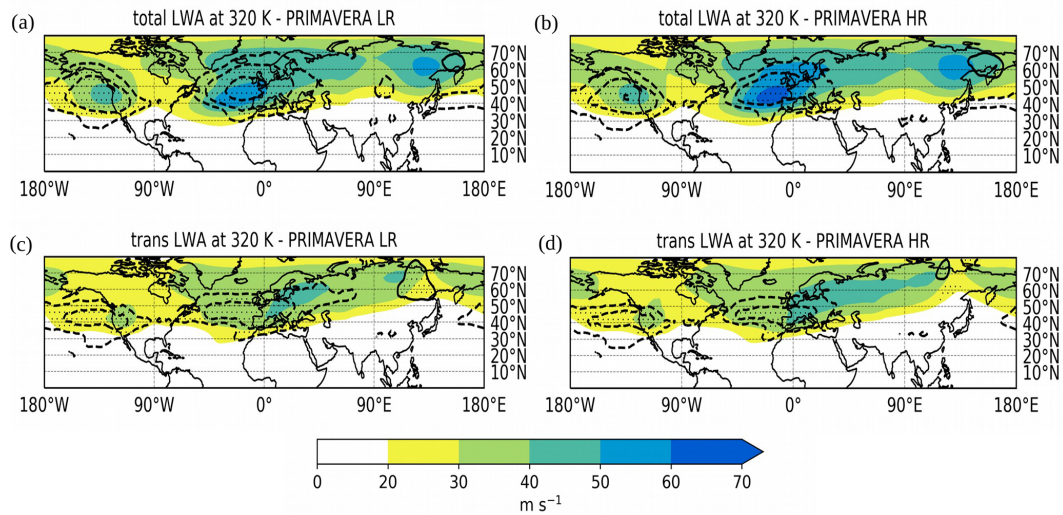 (a) total LWA at 320 K - PRIMAVERA LR
70°N
60°N
50°N
40°N
30°N
20°N
10°N
180°W 90°W 0° 90°E 180°E
(b) total LWA at 320 K - PRIMAVERA HR
70°N
60°N
50°N
40°N
30°N
20°N
10°N
180°W 90°W 0° 90°E 180°E
(c) trans LWA at 320 K - PRIMAVERA LR
70°N
60°N
50°N
40°N
30°N
20°N
10°N
180°W 90°W 0° 90°E 180°E
(d) trans LWA at 320 K - PRIMAVERA HR
70°N
60°N
50°N
40°N
30°N
20°N
10°N
180°W 90°W 0° 90°E 180°E
0 20 30 40 50 60 70
m s⁻¹